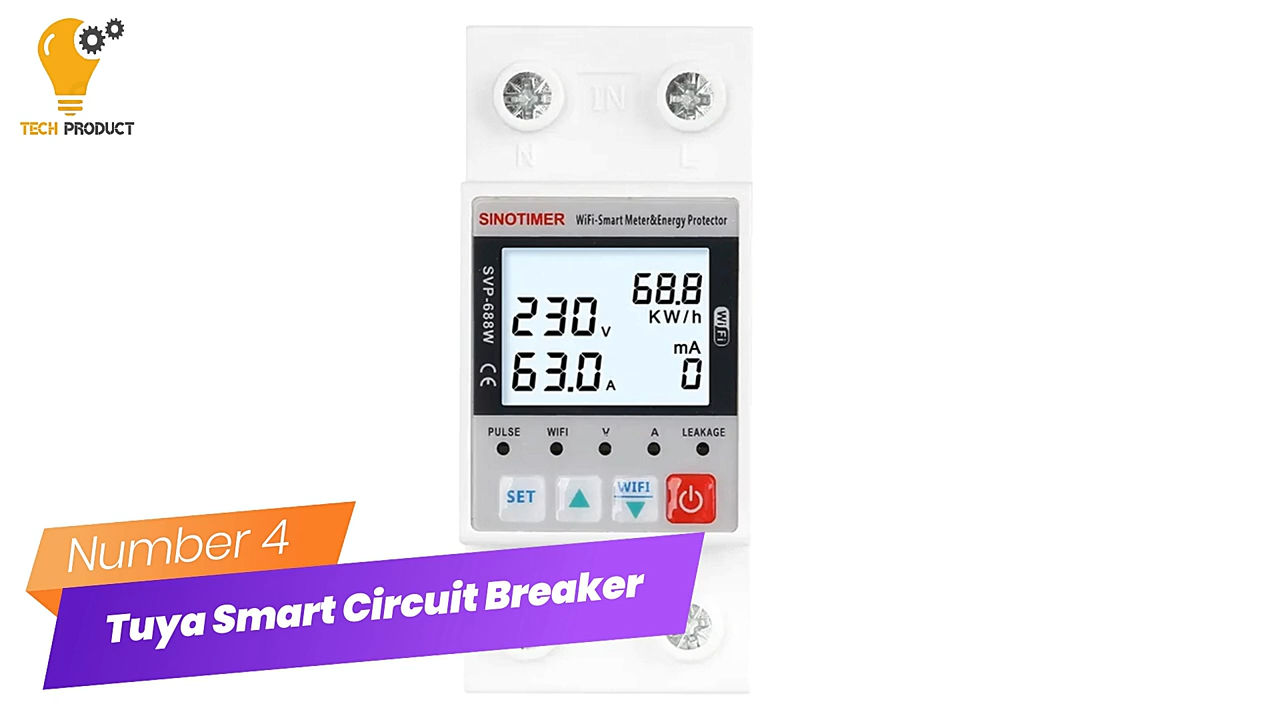 TECH PRODUCT
IN
N L
SINOTIMER WiFi-Smart Meter&Energy Protector
SVP-688W CE
68.8
KW/h
230 V
mA
63.0 A
0
WiFi
PULSE WIFI V A LEAKAGE
SET WIFI
Number 4
Tuya Smart Circuit Breaker